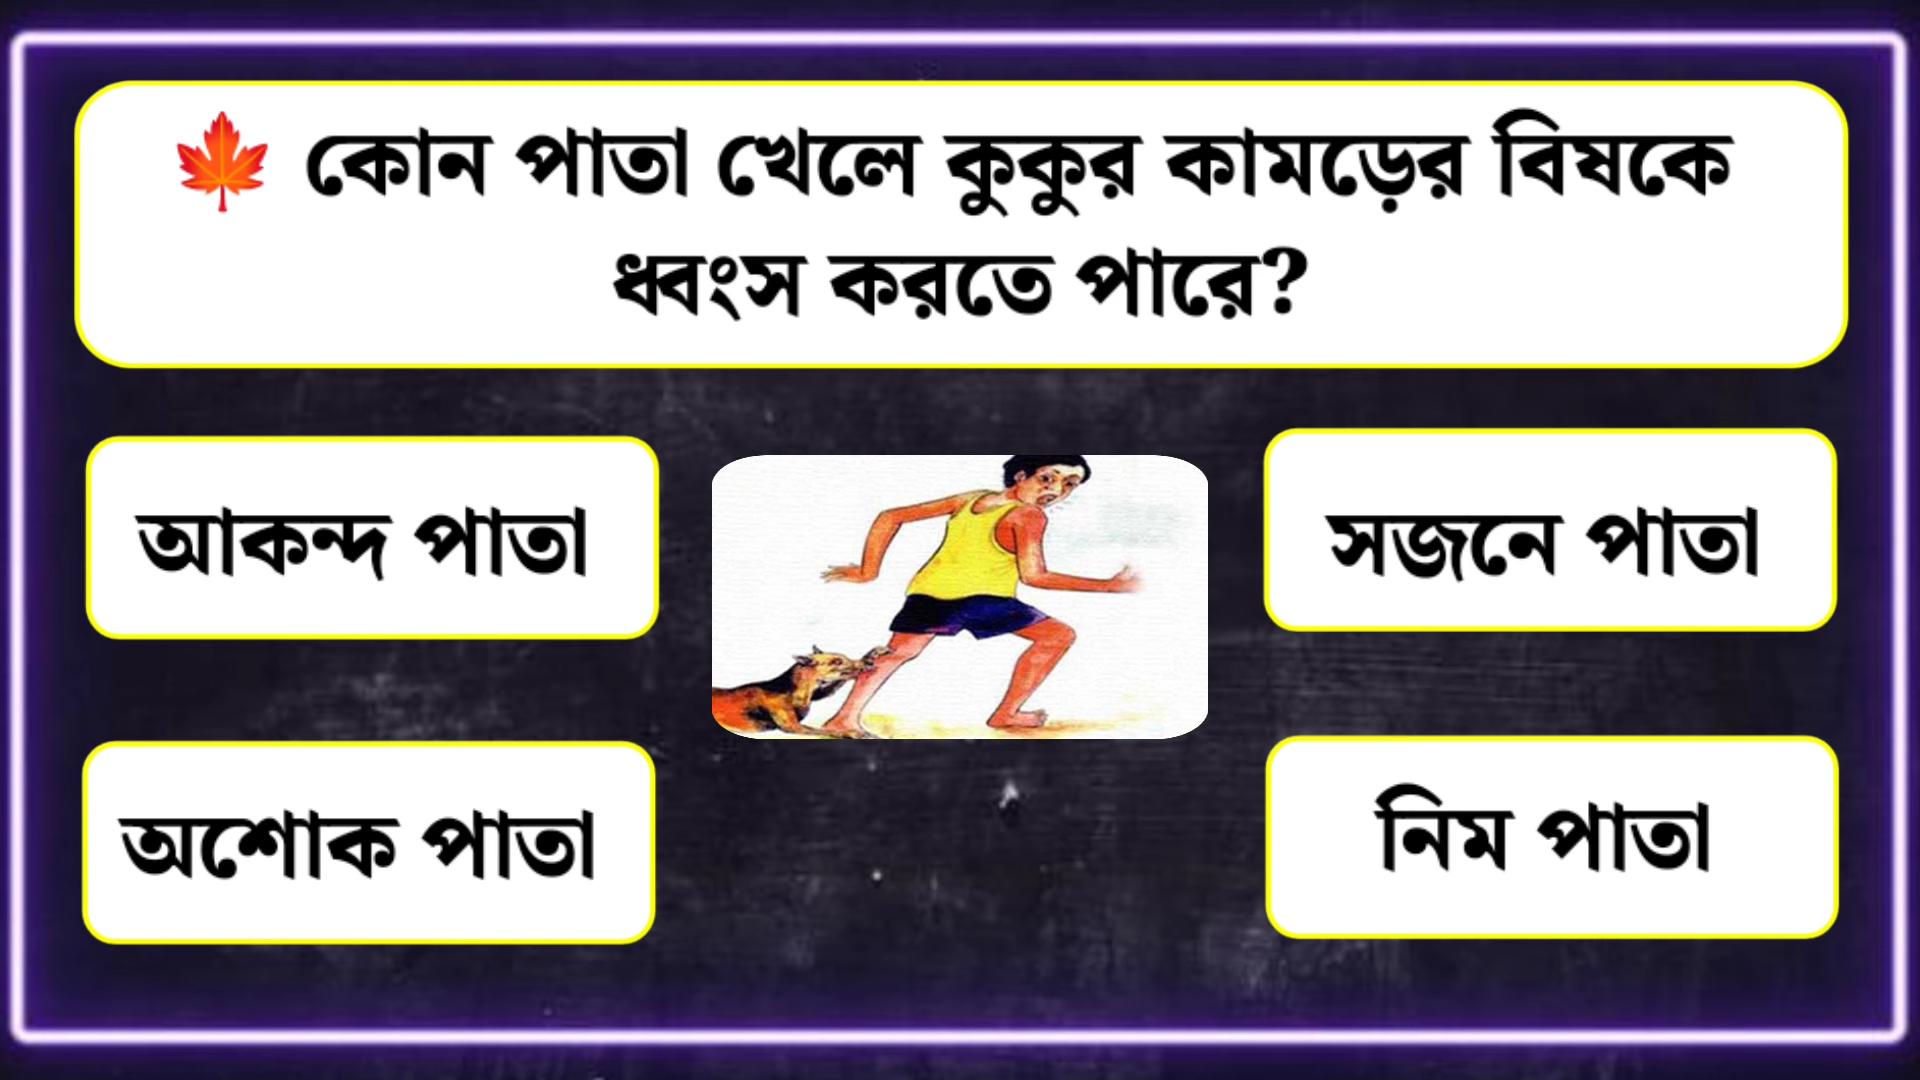 🍁 কোন পাতা খেলে কুকুর কামড়ের বিষকে
ধ্বংস করতে পারে?
আকন্দ পাতা
সজনে পাতা
অশোক পাতা
নিম পাতা